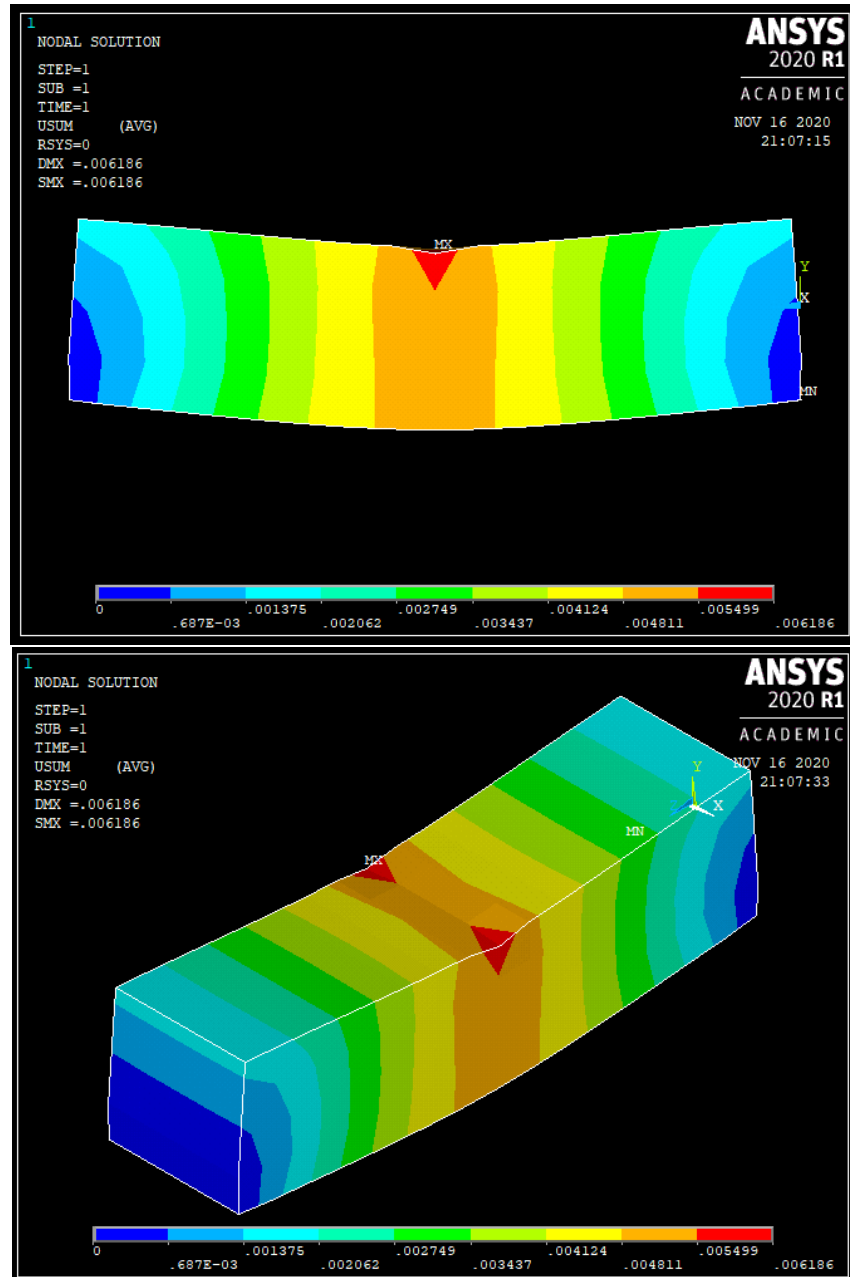 1
NODAL SOLUTION
STEP=1
SUB =1
TIME=1
USUM (AVG)
RSYS=0
DMX =.006186
SMX =.006186
ANSYS
2020 R1
ACADEMIC
NOV 16 2020
21:07:15
MX
Y
X
MN
0 .001375 .002749 .004124 .005499
.687E-03 .002062 .003437 .004811 .006186
1
NODAL SOLUTION
STEP=1
SUB =1
TIME=1
USUM (AVG)
RSYS=0
DMX =.006186
SMX =.006186
ANSYS
2020 R1
ACADEMIC
NOV 16 2020
21:07:33
Y
X
MN
MX
0 .001375 .002749 .004124 .005499
.687E-03 .002062 .003437 .004811 .006186